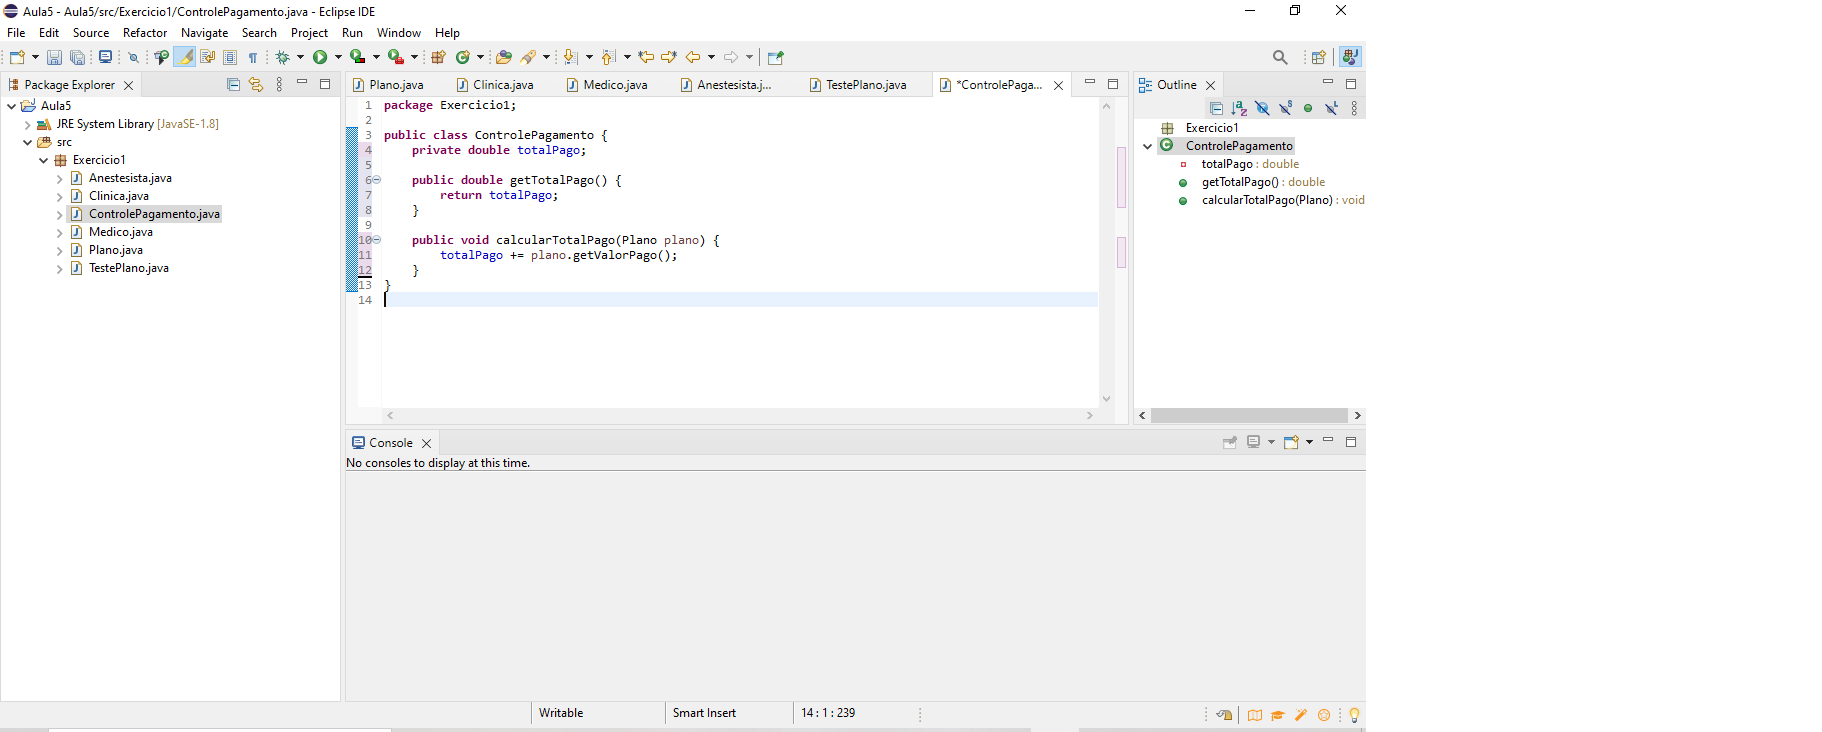 Aula5 - Aula5/src/Exercicio1/ControlePagamento.java - Eclipse IDE
File Edit Source Refactor Navigate Search Project Run Window Help
Package Explorer
Aula5
JRE System Library [JavaSE-1.8]
src
Exercicio1
Anestesista.java
Clinica.java
ControlePagamento.java
Medico.java
Plano.java
TestePlano.java
Plano.java Clinica.java Medico.java Anestesista.j... TestePlano.java *ControlePaga...
1 package Exercicio1;
2
3 public class ControlePagamento {
4 private double totalPago;
5
6 public double getTotalPago() {
7 return totalPago;
8 }
9
10 public void calcularTotalPago(Plano plano) {
11 totalPago += plano.getValorPago();
12 }
13 }
14
Outline
Exercicio1
ControlePagamento
totalPago : double
getTotalPago() : double
calcularTotalPago(Plano) : void
Console
No consoles to display at this time.
Writable Smart Insert 14 : 1 : 239